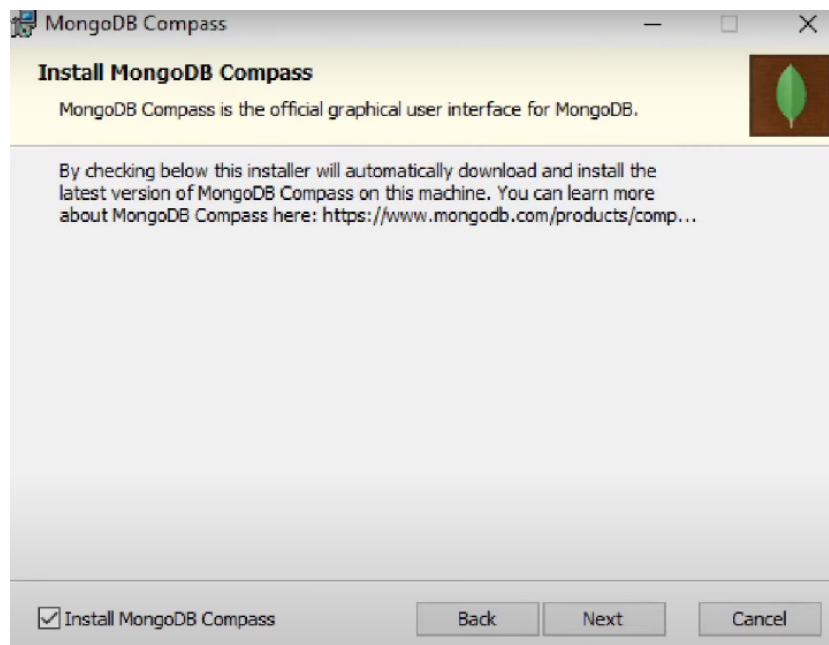 MongoDB Compass
Install MongoDB Compass
MongoDB Compass is the official graphical user interface for MongoDB.
By checking below this installer will automatically download and install the
latest version of MongoDB Compass on this machine. You can learn more
about MongoDB Compass here: https://www.mongodb.com/products/comp...
Install MongoDB Compass
Back
Next
Cancel